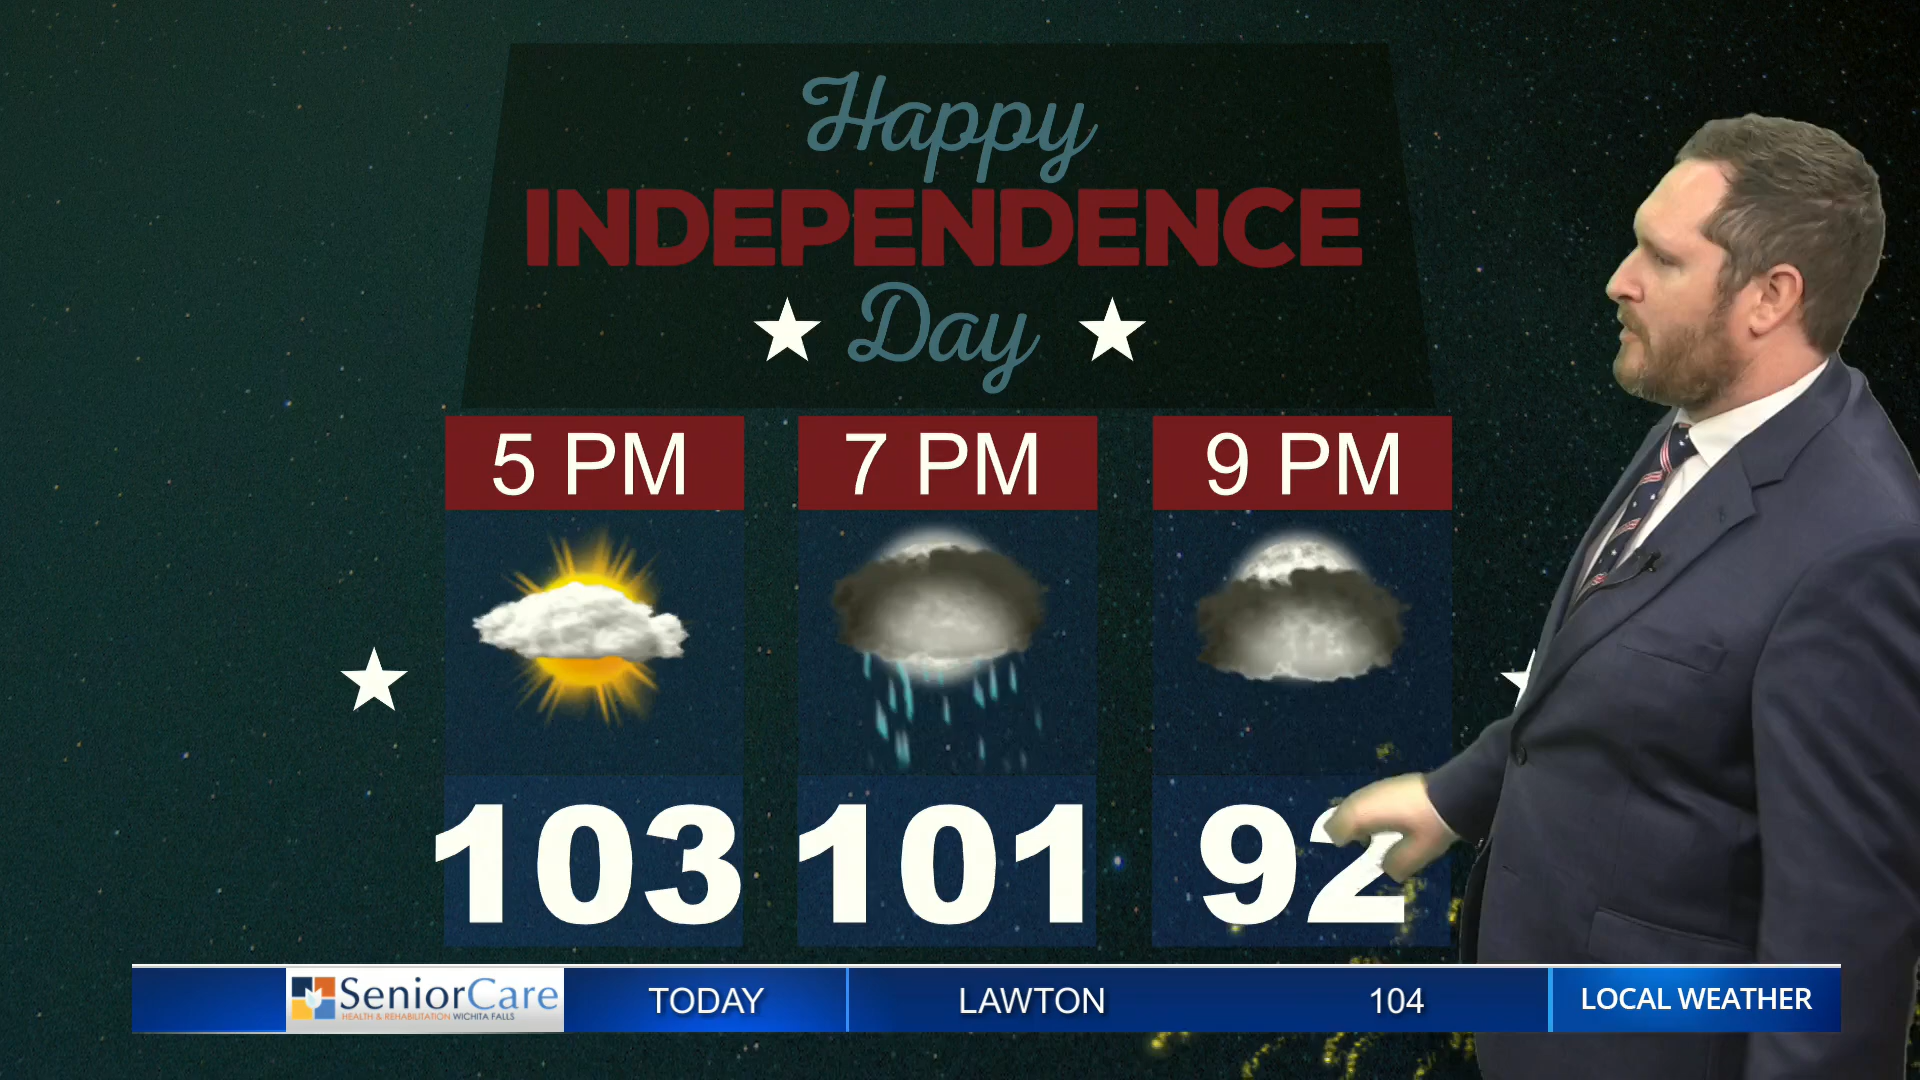 Happy
INDEPENDENCE
Day
5 PM 7 PM 9 PM
103 101 92
SeniorCare
HEALTH & REHABILITATION WICHITA FALLS
TODAY LAWTON 104 LOCAL WEATHER